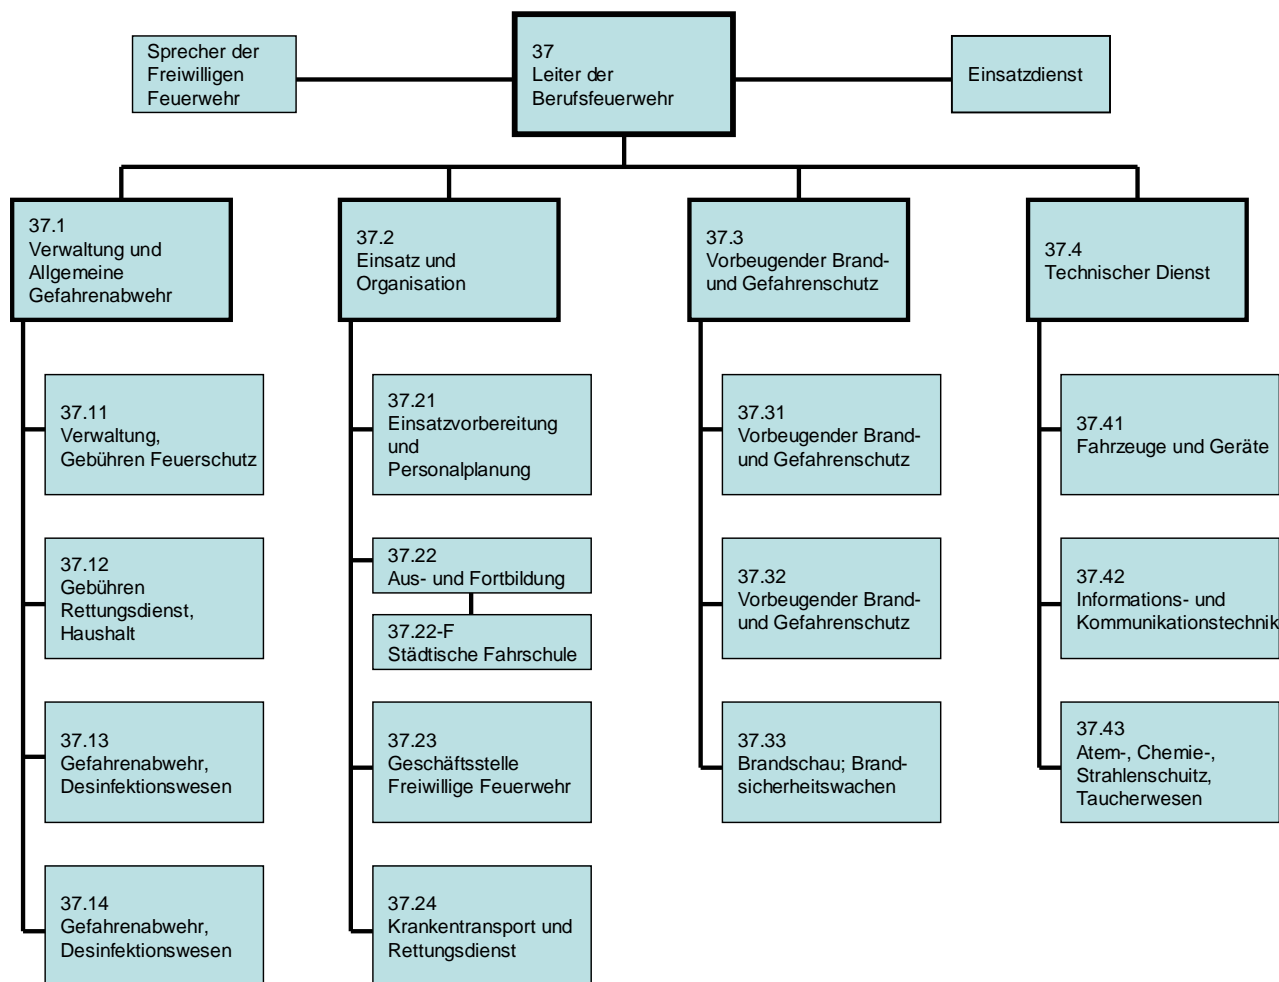 Sprecher der
Freiwilligen
Feuerwehr
37
Leiter der
Berufsfeuerwehr
Einsatzdienst
37.1
Verwaltung und
Allgemeine
Gefahrenabwehr
37.2
Einsatz und
Organisation
37.3
Vorbeugender Brand-
und Gefahrenschutz
37.4
Technischer Dienst
37.11
Verwaltung,
Gebühren Feuerschutz
37.21
Einsatzvorbereitung
und
Personalplanung
37.31
Vorbeugender Brand-
und Gefahrenschutz
37.41
Fahrzeuge und Geräte
37.12
Gebühren
Rettungsdienst,
Haushalt
37.22
Aus- und Fortbildung
37.22-F
Städtische Fahrschule
37.32
Vorbeugender Brand-
und Gefahrenschutz
37.42
Informations- und
Kommunikationstechnik
37.13
Gefahrenabwehr,
Desinfektionswesen
37.23
Geschäftsstelle
Freiwillige Feuerwehr
37.33
Brandschau; Brand-
sicherheitswachen
37.43
Atem-, Chemie-,
Strahlenschuitz,
Taucherwesen
37.14
Gefahrenabwehr,
Desinfektionswesen
37.24
Krankentransport und
Rettungsdienst